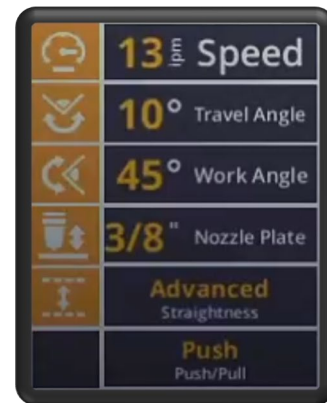 13 ipm Speed
10° Travel Angle
45° Work Angle
3/8" Nozzle Plate
Advanced
Straightness
Push
Push/Pull